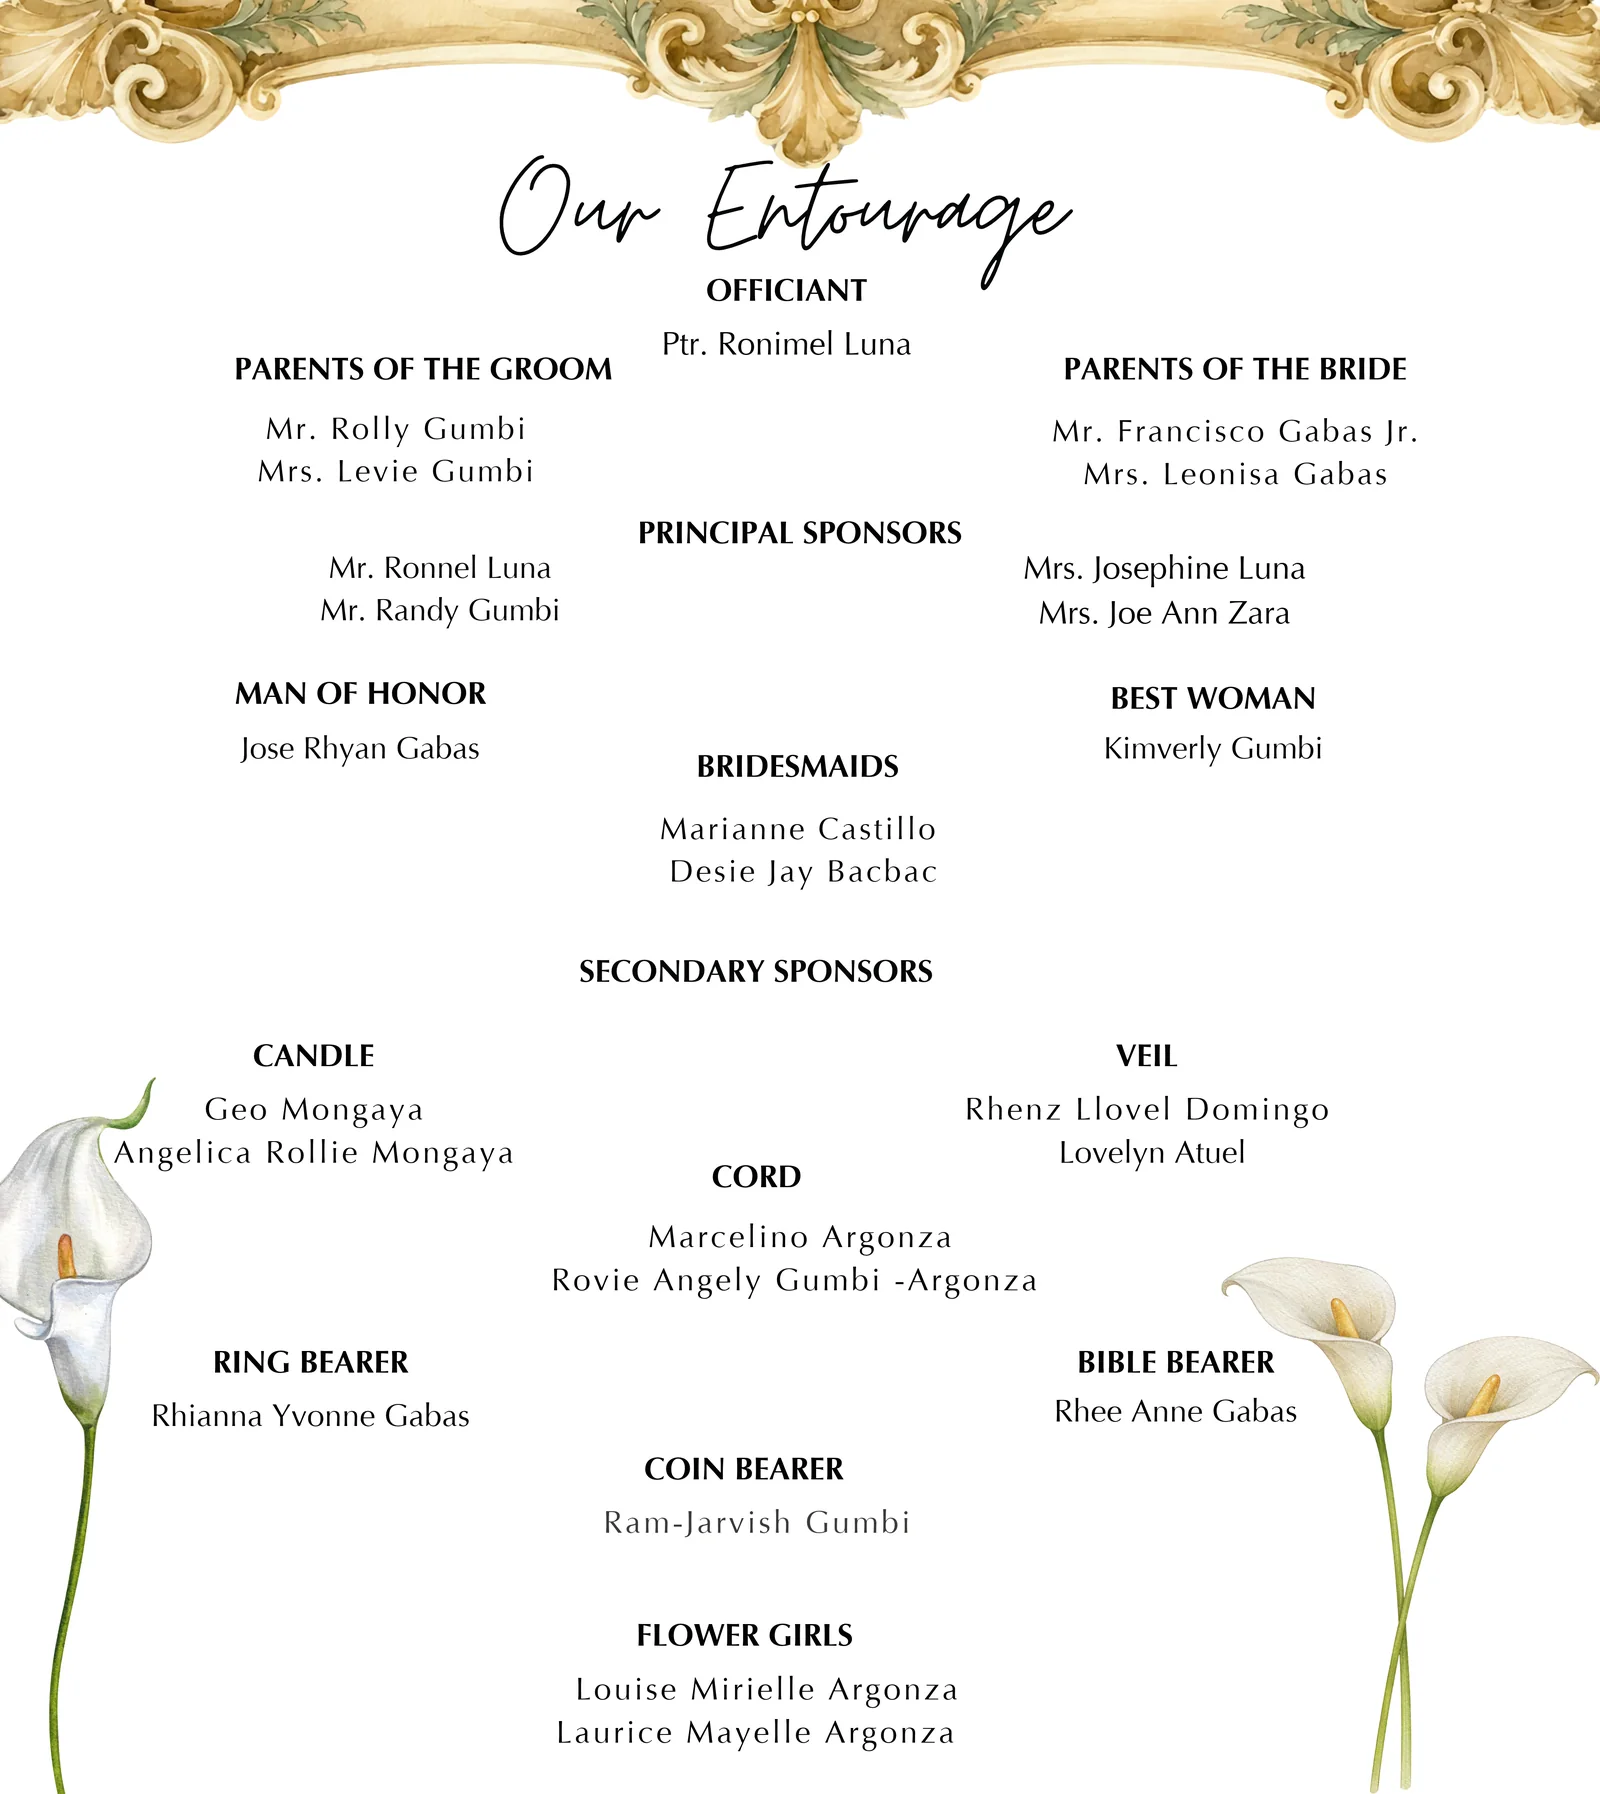 Our Entourage
OFFICIANT
Ptr. Ronimel Luna
PARENTS OF THE GROOM
Mr. Rolly Gumbi
Mrs. Levie Gumbi
PARENTS OF THE BRIDE
Mr. Francisco Gabas Jr.
Mrs. Leonisa Gabas
PRINCIPAL SPONSORS
Mr. Ronnel Luna
Mr. Randy Gumbi
Mrs. Josephine Luna
Mrs. Joe Ann Zara
MAN OF HONOR
Jose Rhyan Gabas
BEST WOMAN
Kimverly Gumbi
BRIDESMAIDS
Marianne Castillo
Desie Jay Bacbac
SECONDARY SPONSORS
CANDLE
Geo Mongaya
Angelica Rollie Mongaya
VEIL
Rhenz Llovel Domingo
Lovelyn Atuel
CORD
Marcelino Argonza
Rovie Angely Gumbi -Argonza
RING BEARER
Rhianna Yvonne Gabas
BIBLE BEARER
Rhee Anne Gabas
COIN BEARER
Ram-Jarvish Gumbi
FLOWER GIRLS
Louise Mirielle Argonza
Laurice Mayelle Argonza